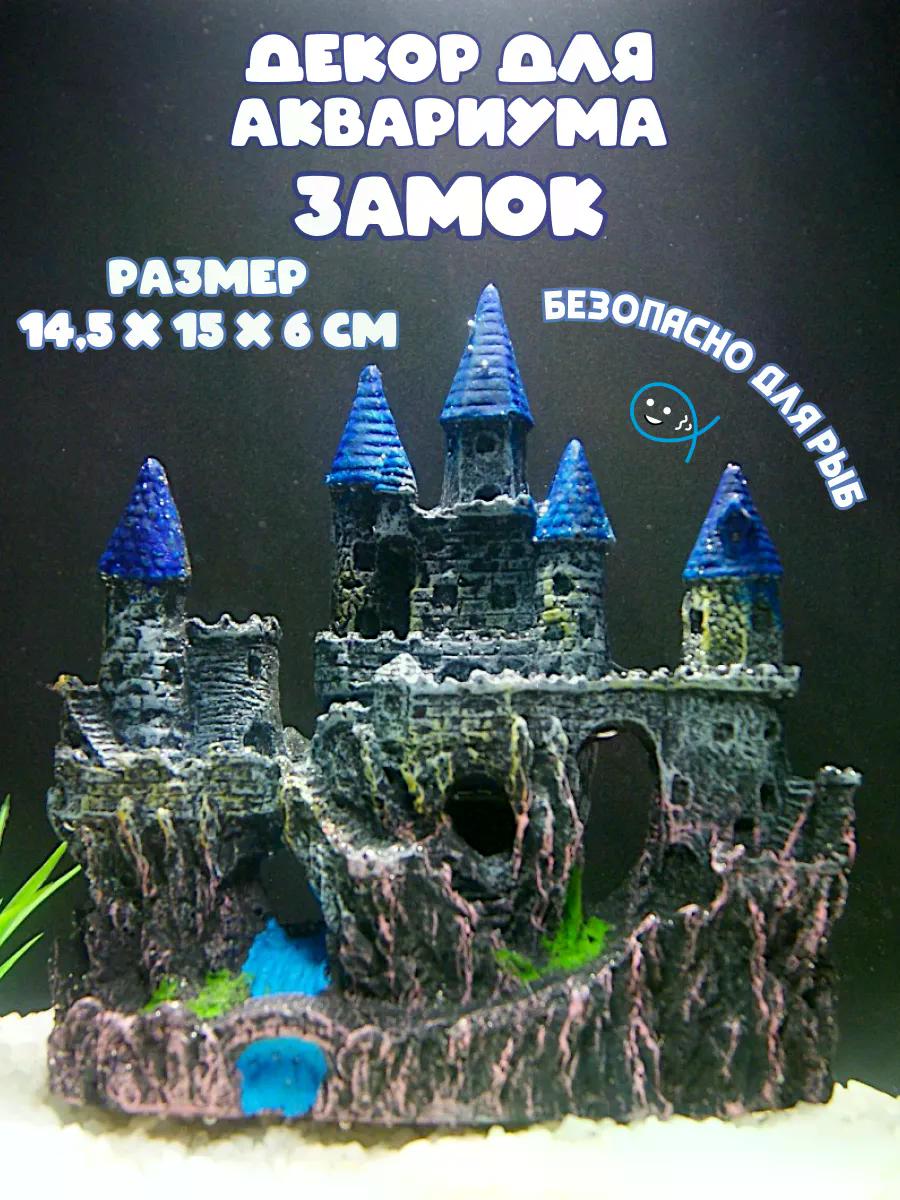 ДЕКОР ДЛЯ
АКВАРИУМА
ЗАМОК
РАЗМЕР
14,5 X 15 X 6 СМ
БЕЗОПАСНО ДЛЯ РЫБ